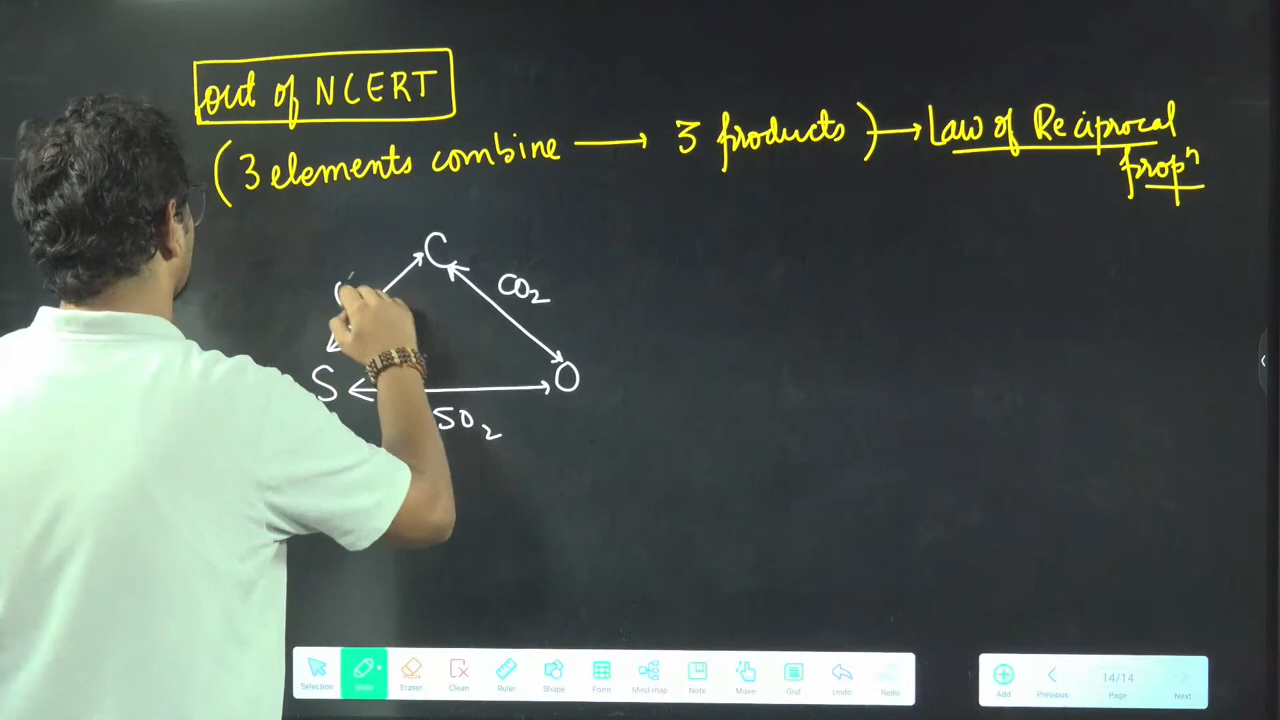 out of NCERT
(3 elements combine → 3 products) → Law of Reciprocal
propⁿ
C
CO₂
S
O
SO₂
Selection
Eraser
Clean
Ruler
Shape
Form
Mind map
Note
Move
Grid
Undo
Redo
Add
Previous
14/14
Page
Next